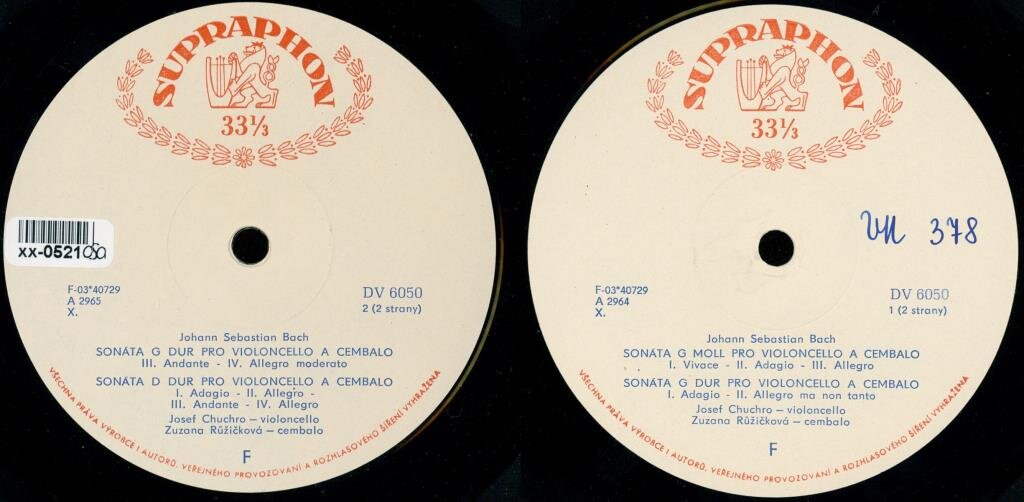 SUPRAPHON
33⅓
xx-0521
F-03*40729
A 2965
X.
DV 6050
2 (2 strany)
Johann Sebastian Bach
SONÁTA G DUR PRO VIOLONCELLO A CEMBALO
III. Andante - IV. Allegro moderato
SONÁTA D DUR PRO VIOLONCELLO A CEMBALO
I. Adagio - II. Allegro -
III. Andante - IV. Allegro
Josef Chuchro – violoncello
Zuzana Růžičková – cembalo
F
VŠECHNA PRÁVA VÝROBCE I AUTORŮ, VEŘEJNÉHO PROVOZOVÁNÍ A ROZHLASOVÉHO ŠÍŘENÍ VYHRAŽENA
SUPRAPHON
33⅓
378
F-03*40729
A 2964
X.
DV 6050
1 (2 strany)
Johann Sebastian Bach
SONÁTA G MOLL PRO VIOLONCELLO A CEMBALO
I. Vivace - II. Adagio - III. Allegro
SONÁTA G DUR PRO VIOLONCELLO A CEMBALO
I. Adagio - II. Allegro ma non tanto
Josef Chuchro – violoncello
Zuzana Růžičková – cembalo
F
VŠECHNA PRÁVA VÝROBCE I AUTORŮ, VEŘEJNÉHO PROVOZOVÁNÍ A ROZHLASOVÉHO ŠÍŘENÍ VYHRAŽENA